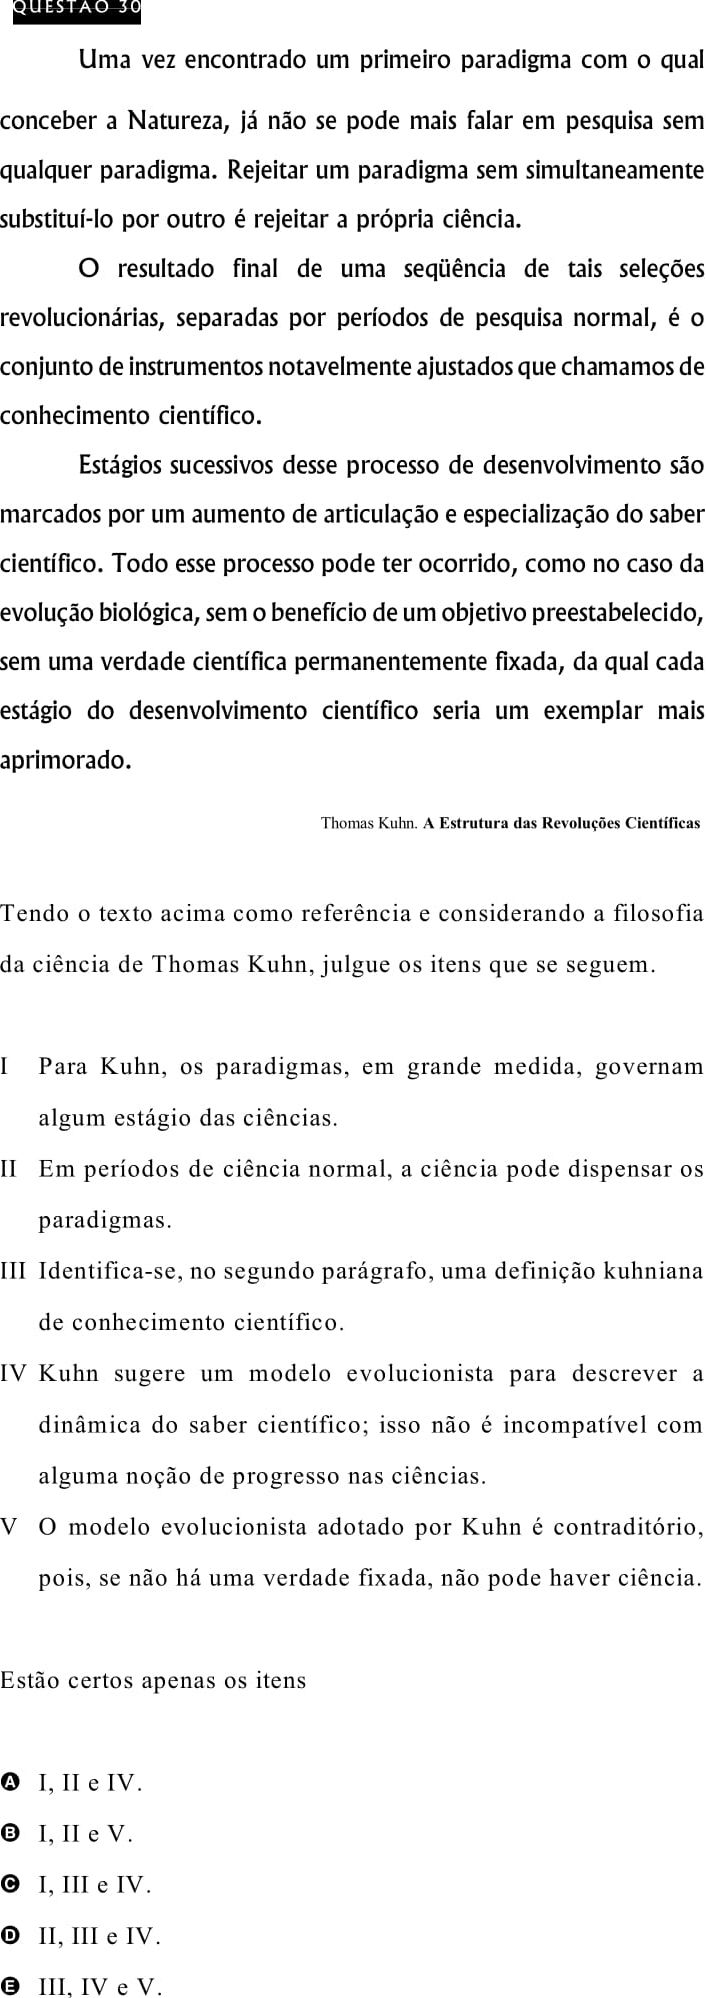 QUESTÃO 30
Uma vez encontrado um primeiro paradigma com o qual
conceber a Natureza, já não se pode mais falar em pesquisa sem
qualquer paradigma. Rejeitar um paradigma sem simultaneamente
substituí-lo por outro é rejeitar a própria ciência.
O resultado final de uma seqüência de tais seleções
revolucionárias, separadas por períodos de pesquisa normal, é o
conjunto de instrumentos notavelmente ajustados que chamamos de
conhecimento científico.
Estágios sucessivos desse processo de desenvolvimento são
marcados por um aumento de articulação e especialização do saber
científico. Todo esse processo pode ter ocorrido, como no caso da
evolução biológica, sem o benefício de um objetivo preestabelecido,
sem uma verdade científica permanentemente fixada, da qual cada
estágio do desenvolvimento científico seria um exemplar mais
aprimorado.
Thomas Kuhn. A Estrutura das Revoluções Científicas
Tendo o texto acima como referência e considerando a filosofia
da ciência de Thomas Kuhn, julgue os itens que se seguem.
I Para Kuhn, os paradigmas, em grande medida, governam
algum estágio das ciências.
II Em períodos de ciência normal, a ciência pode dispensar os
paradigmas.
III Identifica-se, no segundo parágrafo, uma definição kuhniana
de conhecimento científico.
IV Kuhn sugere um modelo evolucionista para descrever a
dinâmica do saber científico; isso não é incompatível com
alguma noção de progresso nas ciências.
V O modelo evolucionista adotado por Kuhn é contraditório,
pois, se não há uma verdade fixada, não pode haver ciência.
Estão certos apenas os itens
A I, II e IV.
B I, II e V.
C I, III e IV.
D II, III e IV.
E III, IV e V.